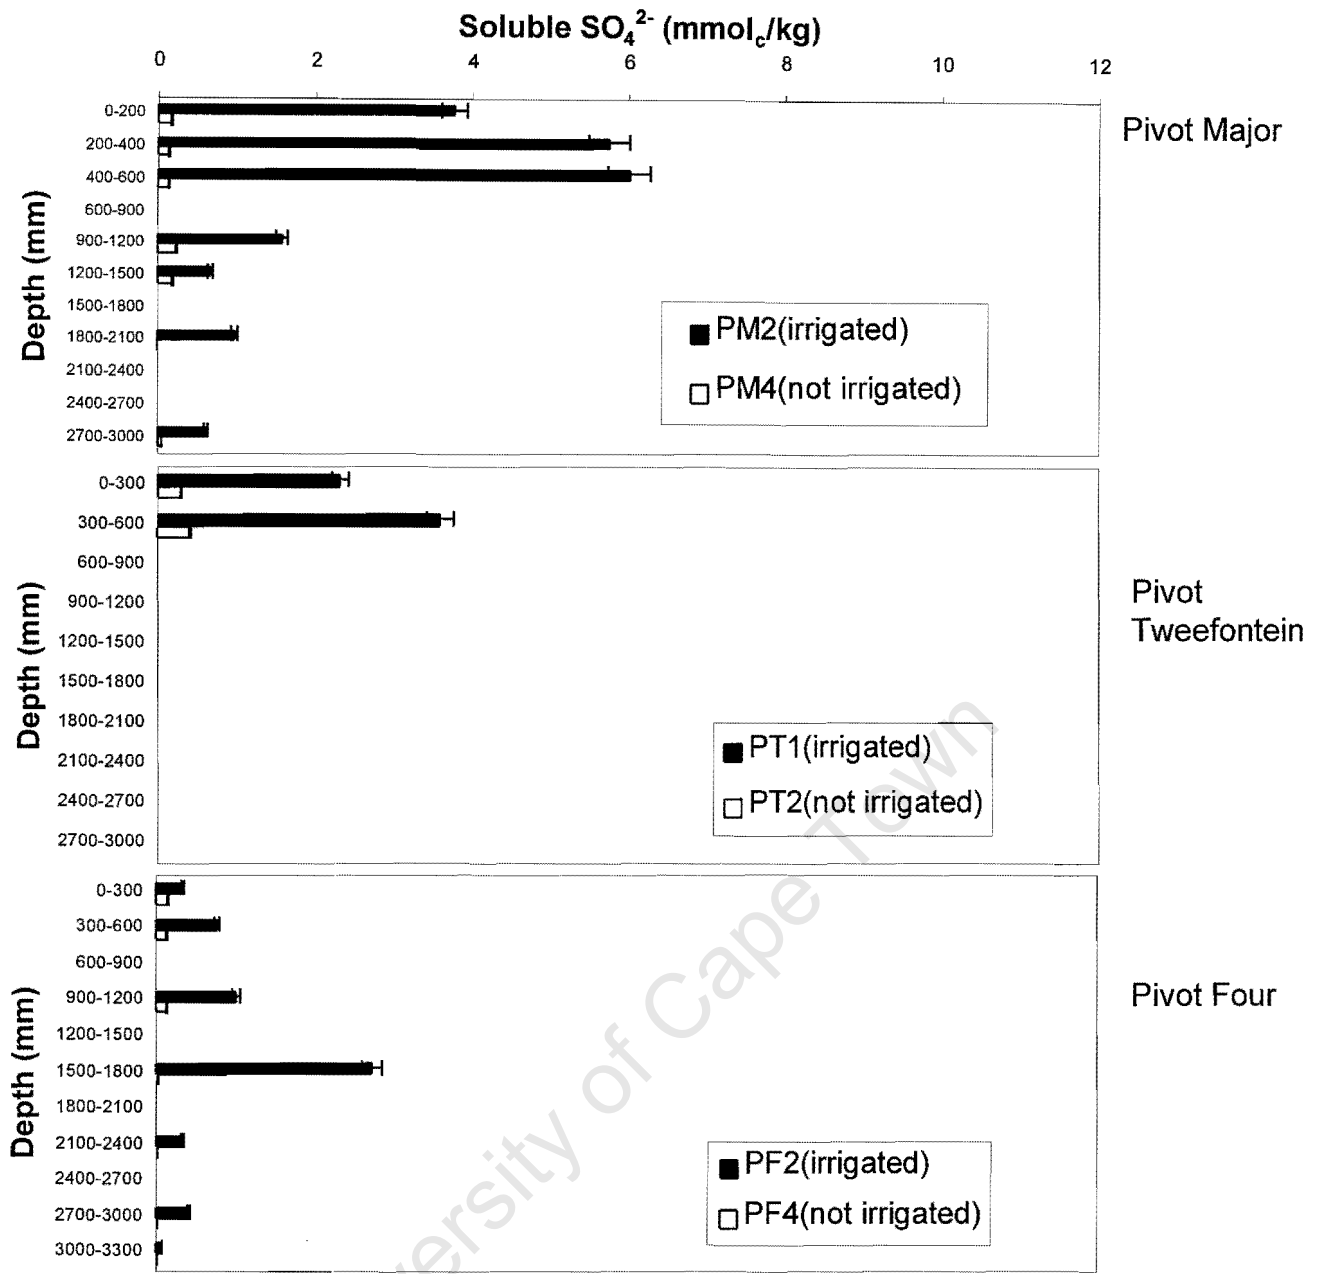 Soluble SO₄²⁻ (mmol_c/kg)
0 2 4 6 8 10 12
Depth (mm)
0-200
200-400
400-600
600-900
900-1200
1200-1500
1500-1800
1800-2100
2100-2400
2400-2700
2700-3000
PM2(irrigated)
PM4(not irrigated)
Pivot Major
Depth (mm)
0-300
300-600
600-900
900-1200
1200-1500
1500-1800
1800-2100
2100-2400
2400-2700
2700-3000
PT1(irrigated)
PT2(not irrigated)
Pivot
Tweefontein
Depth (mm)
0-300
300-600
600-900
900-1200
1200-1500
1500-1800
1800-2100
2100-2400
2400-2700
2700-3000
3000-3300
PF2(irrigated)
PF4(not irrigated)
Pivot Four
versity of Cape Town